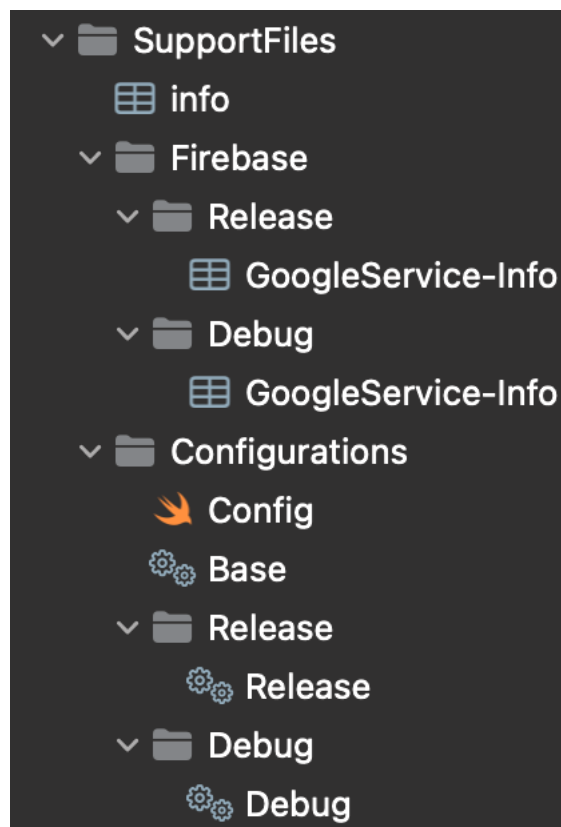 SupportFiles
info
Firebase
Release
GoogleService-Info
Debug
GoogleService-Info
Configurations
Config
Base
Release
Release
Debug
Debug